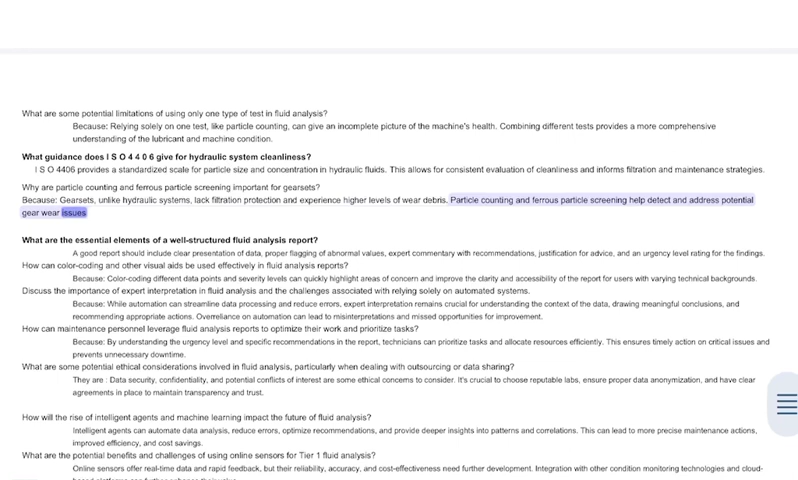 What are some potential limitations of using only one type of test in fluid analysis?
Because: Relying solely on one test, like particle counting, can give an incomplete picture of the machine's health. Combining different tests provides a more comprehensive
understanding of the lubricant and machine condition.
What guidance does I S O 4 4 0 6 give for hydraulic system cleanliness?
I S O 4406 provides a standardized scale for particle size and concentration in hydraulic fluids. This allows for consistent evaluation of cleanliness and informs filtration and maintenance strategies.
Why are particle counting and ferrous particle screening important for gearsets?
Because: Gearsets, unlike hydraulic systems, lack filtration protection and experience higher levels of wear debris. Particle counting and ferrous particle screening help detect and address potential
gear wear issues
What are the essential elements of a well-structured fluid analysis report?
A good report should include clear presentation of data, proper flagging of abnormal values, expert commentary with recommendations, justification for advice, and an urgency level rating for the findings.
How can color-coding and other visual aids be used effectively in fluid analysis reports?
Because: Color-coding different data points and severity levels can quickly highlight areas of concern and improve the clarity and accessibility of the report for users with varying technical backgrounds.
Discuss the importance of expert interpretation in fluid analysis and the challenges associated with relying solely on automated systems.
Because: While automation can streamline data processing and reduce errors, expert interpretation remains crucial for understanding the context of the data, drawing meaningful conclusions, and
recommending appropriate actions. Overreliance on automation can lead to misinterpretations and missed opportunities for improvement.
How can maintenance personnel leverage fluid analysis reports to optimize their work and prioritize tasks?
Because: By understanding the urgency level and specific recommendations in the report, technicians can prioritize tasks and allocate resources efficiently. This ensures timely action on critical issues and
prevents unnecessary downtime.
What are some potential ethical considerations involved in fluid analysis, particularly when dealing with outsourcing or data sharing?
They are : Data security, confidentiality, and potential conflicts of interest are some ethical concerns to consider. It's crucial to choose reputable labs, ensure proper data anonymization, and have clear
agreements in place to maintain transparency and trust.
How will the rise of intelligent agents and machine learning impact the future of fluid analysis?
Intelligent agents can automate data analysis, reduce errors, optimize recommendations, and provide deeper insights into patterns and correlations. This can lead to more precise maintenance actions,
improved efficiency, and cost savings.
What are the potential benefits and challenges of using online sensors for Tier 1 fluid analysis?
Online sensors offer real-time data and rapid feedback, but their reliability, accuracy, and cost-effectiveness need further development. Integration with other condition monitoring technologies and cloud-